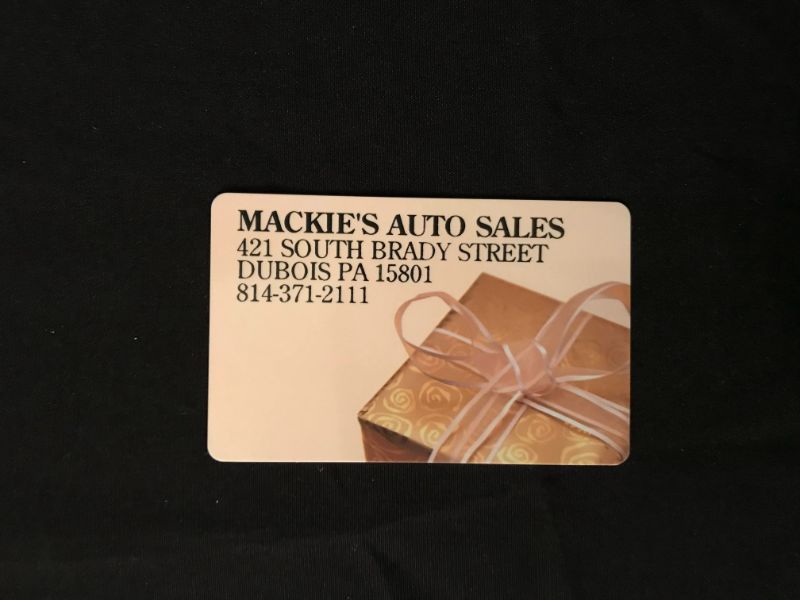 MACKIE'S AUTO SALES
421 SOUTH BRADY STREET
DUBOIS PA 15801
814-371-2111